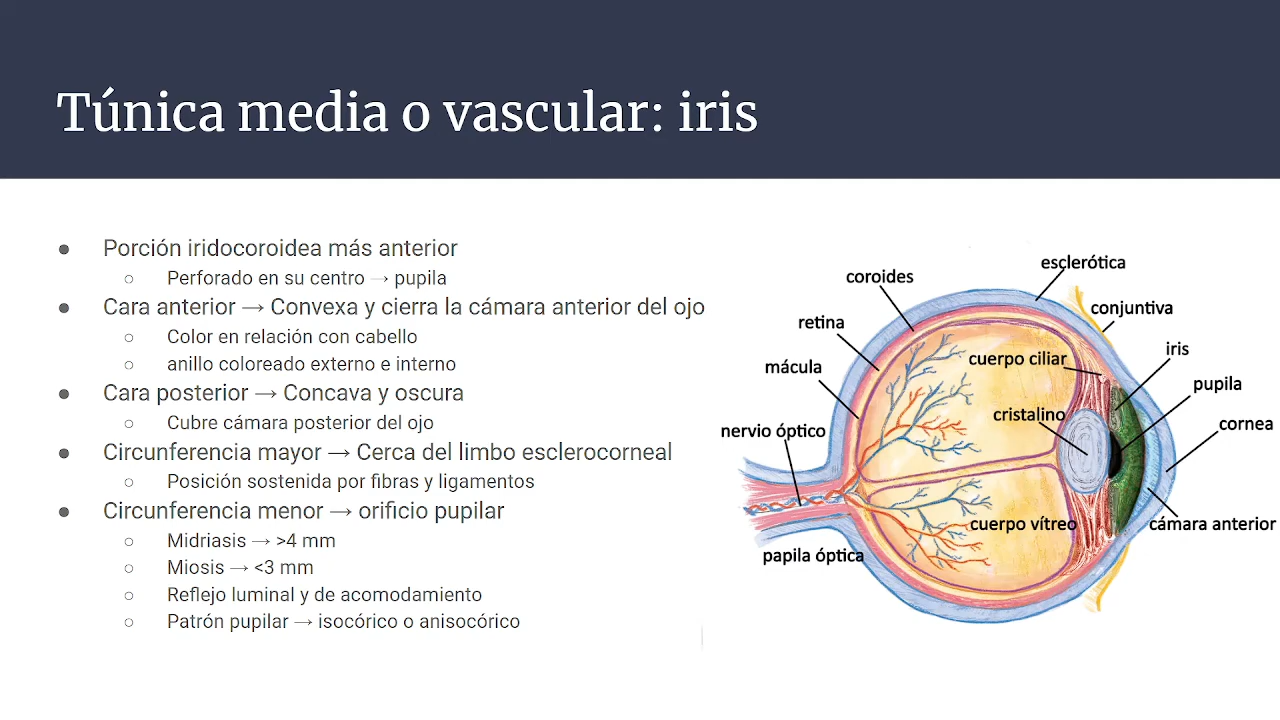 Túnica media o vascular: iris
● Porción iridocoroidea más anterior
○ Perforado en su centro → pupila
● Cara anterior → Convexa y cierra la cámara anterior del ojo
○ Color en relación con cabello
○ anillo coloreado externo e interno
● Cara posterior → Concava y oscura
○ Cubre cámara posterior del ojo
● Circunferencia mayor → Cerca del limbo esclerocorneal
○ Posición sostenida por fibras y ligamentos
● Circunferencia menor → orificio pupilar
○ Midriasis → >4 mm
○ Miosis → <3 mm
○ Reflejo luminal y de acomodamiento
○ Patrón pupilar → isocórico o anisocórico
esclerótica
coroides
conjuntiva
retina
iris
cuerpo ciliar
mácula
pupila
cristalino
cornea
nervio óptico
cuerpo vítreo
cámara anterior
papila óptica